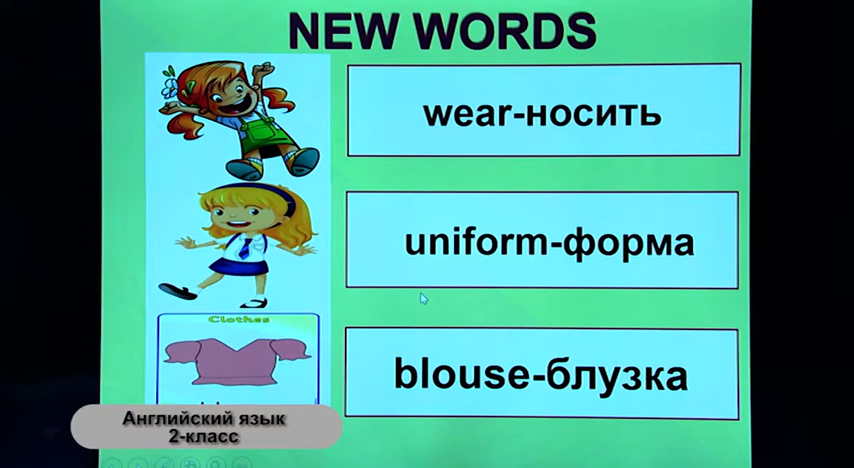 NEW WORDS
wear-носить
uniform-форма
Clothes
blouse-блузка
Английский язык
2-класс